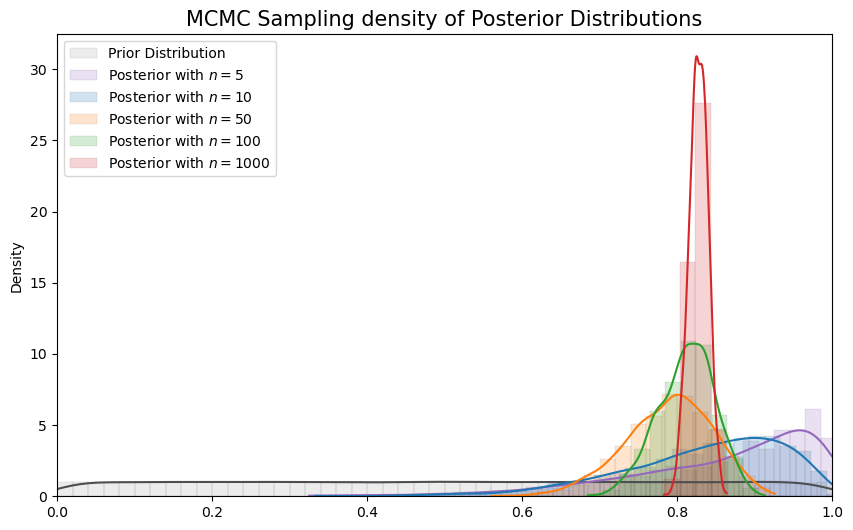 MCMC Sampling density of Posterior Distributions
Prior Distribution
Posterior with n = 5
Posterior with n = 10
Posterior with n = 50
Posterior with n = 100
Posterior with n = 1000
Density
30
25
20
15
10
5
0
0.0 0.2 0.4 0.6 0.8 1.0